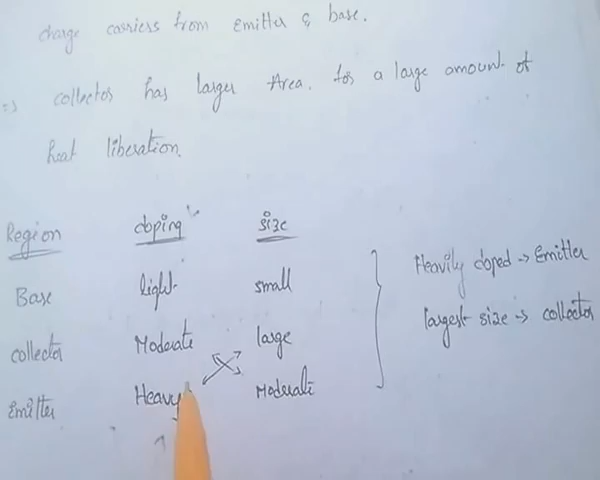 charge carriers from Emitter & base.
=> collector has larger Area. for a large amount of
heat liberation.
Region doping size
Base light small
collector Moderate large
Emitter Heavy Moderate
Heavily doped → Emitter
largest size → collector